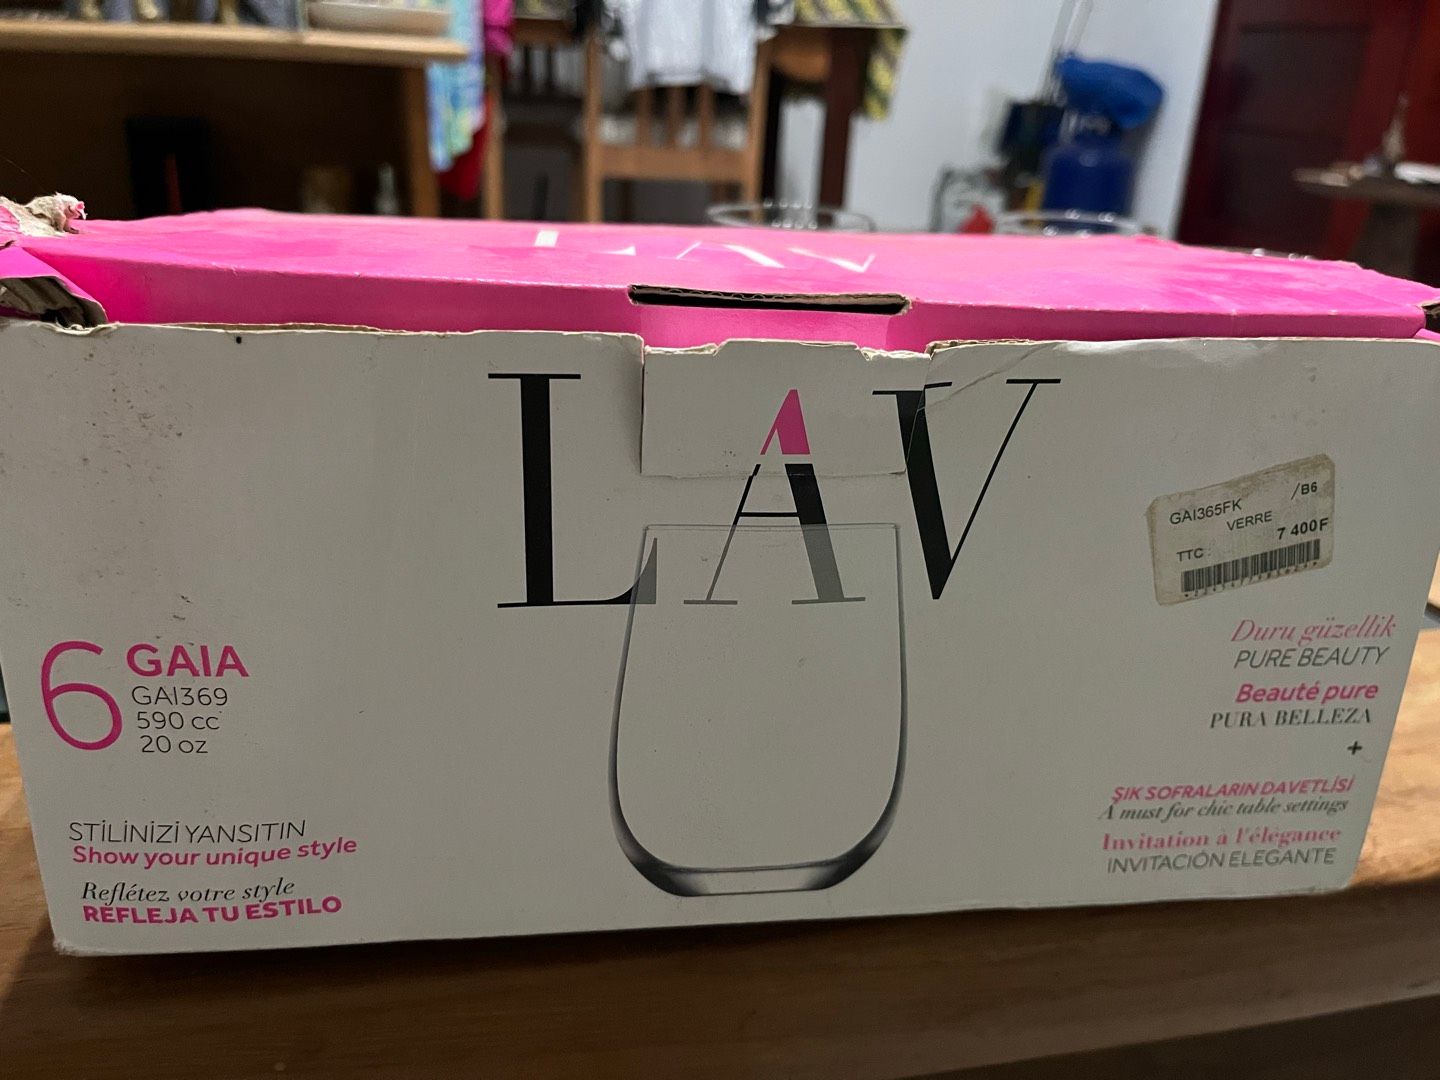 LAV
LAV
GAI365FK /B6
VERRE
TTC : 7 400F
6
GAIA
GAI369
590 cc
20 oz
STİLİNİZİ YANSITIN
Show your unique style
Reflétez votre style
REFLEJA TU ESTILO
Duru güzellik
PURE BEAUTY
Beauté pure
PURA BELLEZA
+
ŞIK SOFRALARIN DAVETLİSİ
A must for chic table settings
Invitation à l'élégance
INVITACIÓN ELEGANTE